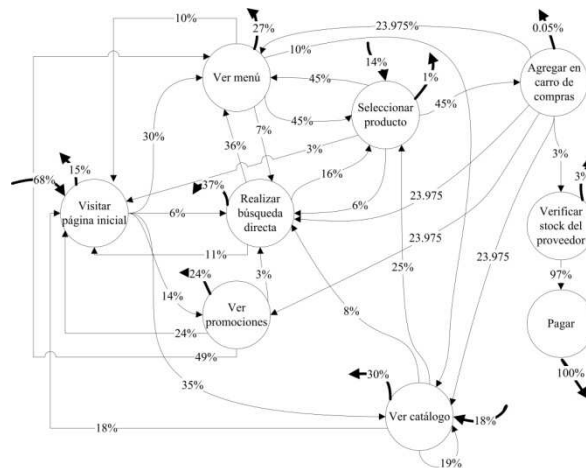 10%
27%
23.975%
0.05%
Ver menú
10%
14%
1%
Agregar en
carro de
compras
45%
Seleccionar
producto
45%
45%
30%
7%
36%
3%
3%
3%
68%
15%
37%
16%
Visitar
página inicial
6%
Realizar
búsqueda
directa
6%
23.975
Verificar
stock del
proveedor
11%
23.975
23.975
24%
3%
25%
97%
14%
Ver
promociones
8%
Pagar
24%
49%
35%
30%
100%
18%
Ver catálogo
18%
19%